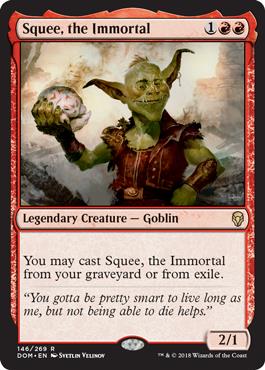 Squee, the Immortal 1
Legendary Creature — Goblin
You may cast Squee, the Immortal
from your graveyard or from exile.
“You gotta be pretty smart to live long as
me, but not being able to die helps.”
2/1
146/269 R
DOM • EN SVETLIN VELINOV
™ & © 2018 Wizards of the Coast